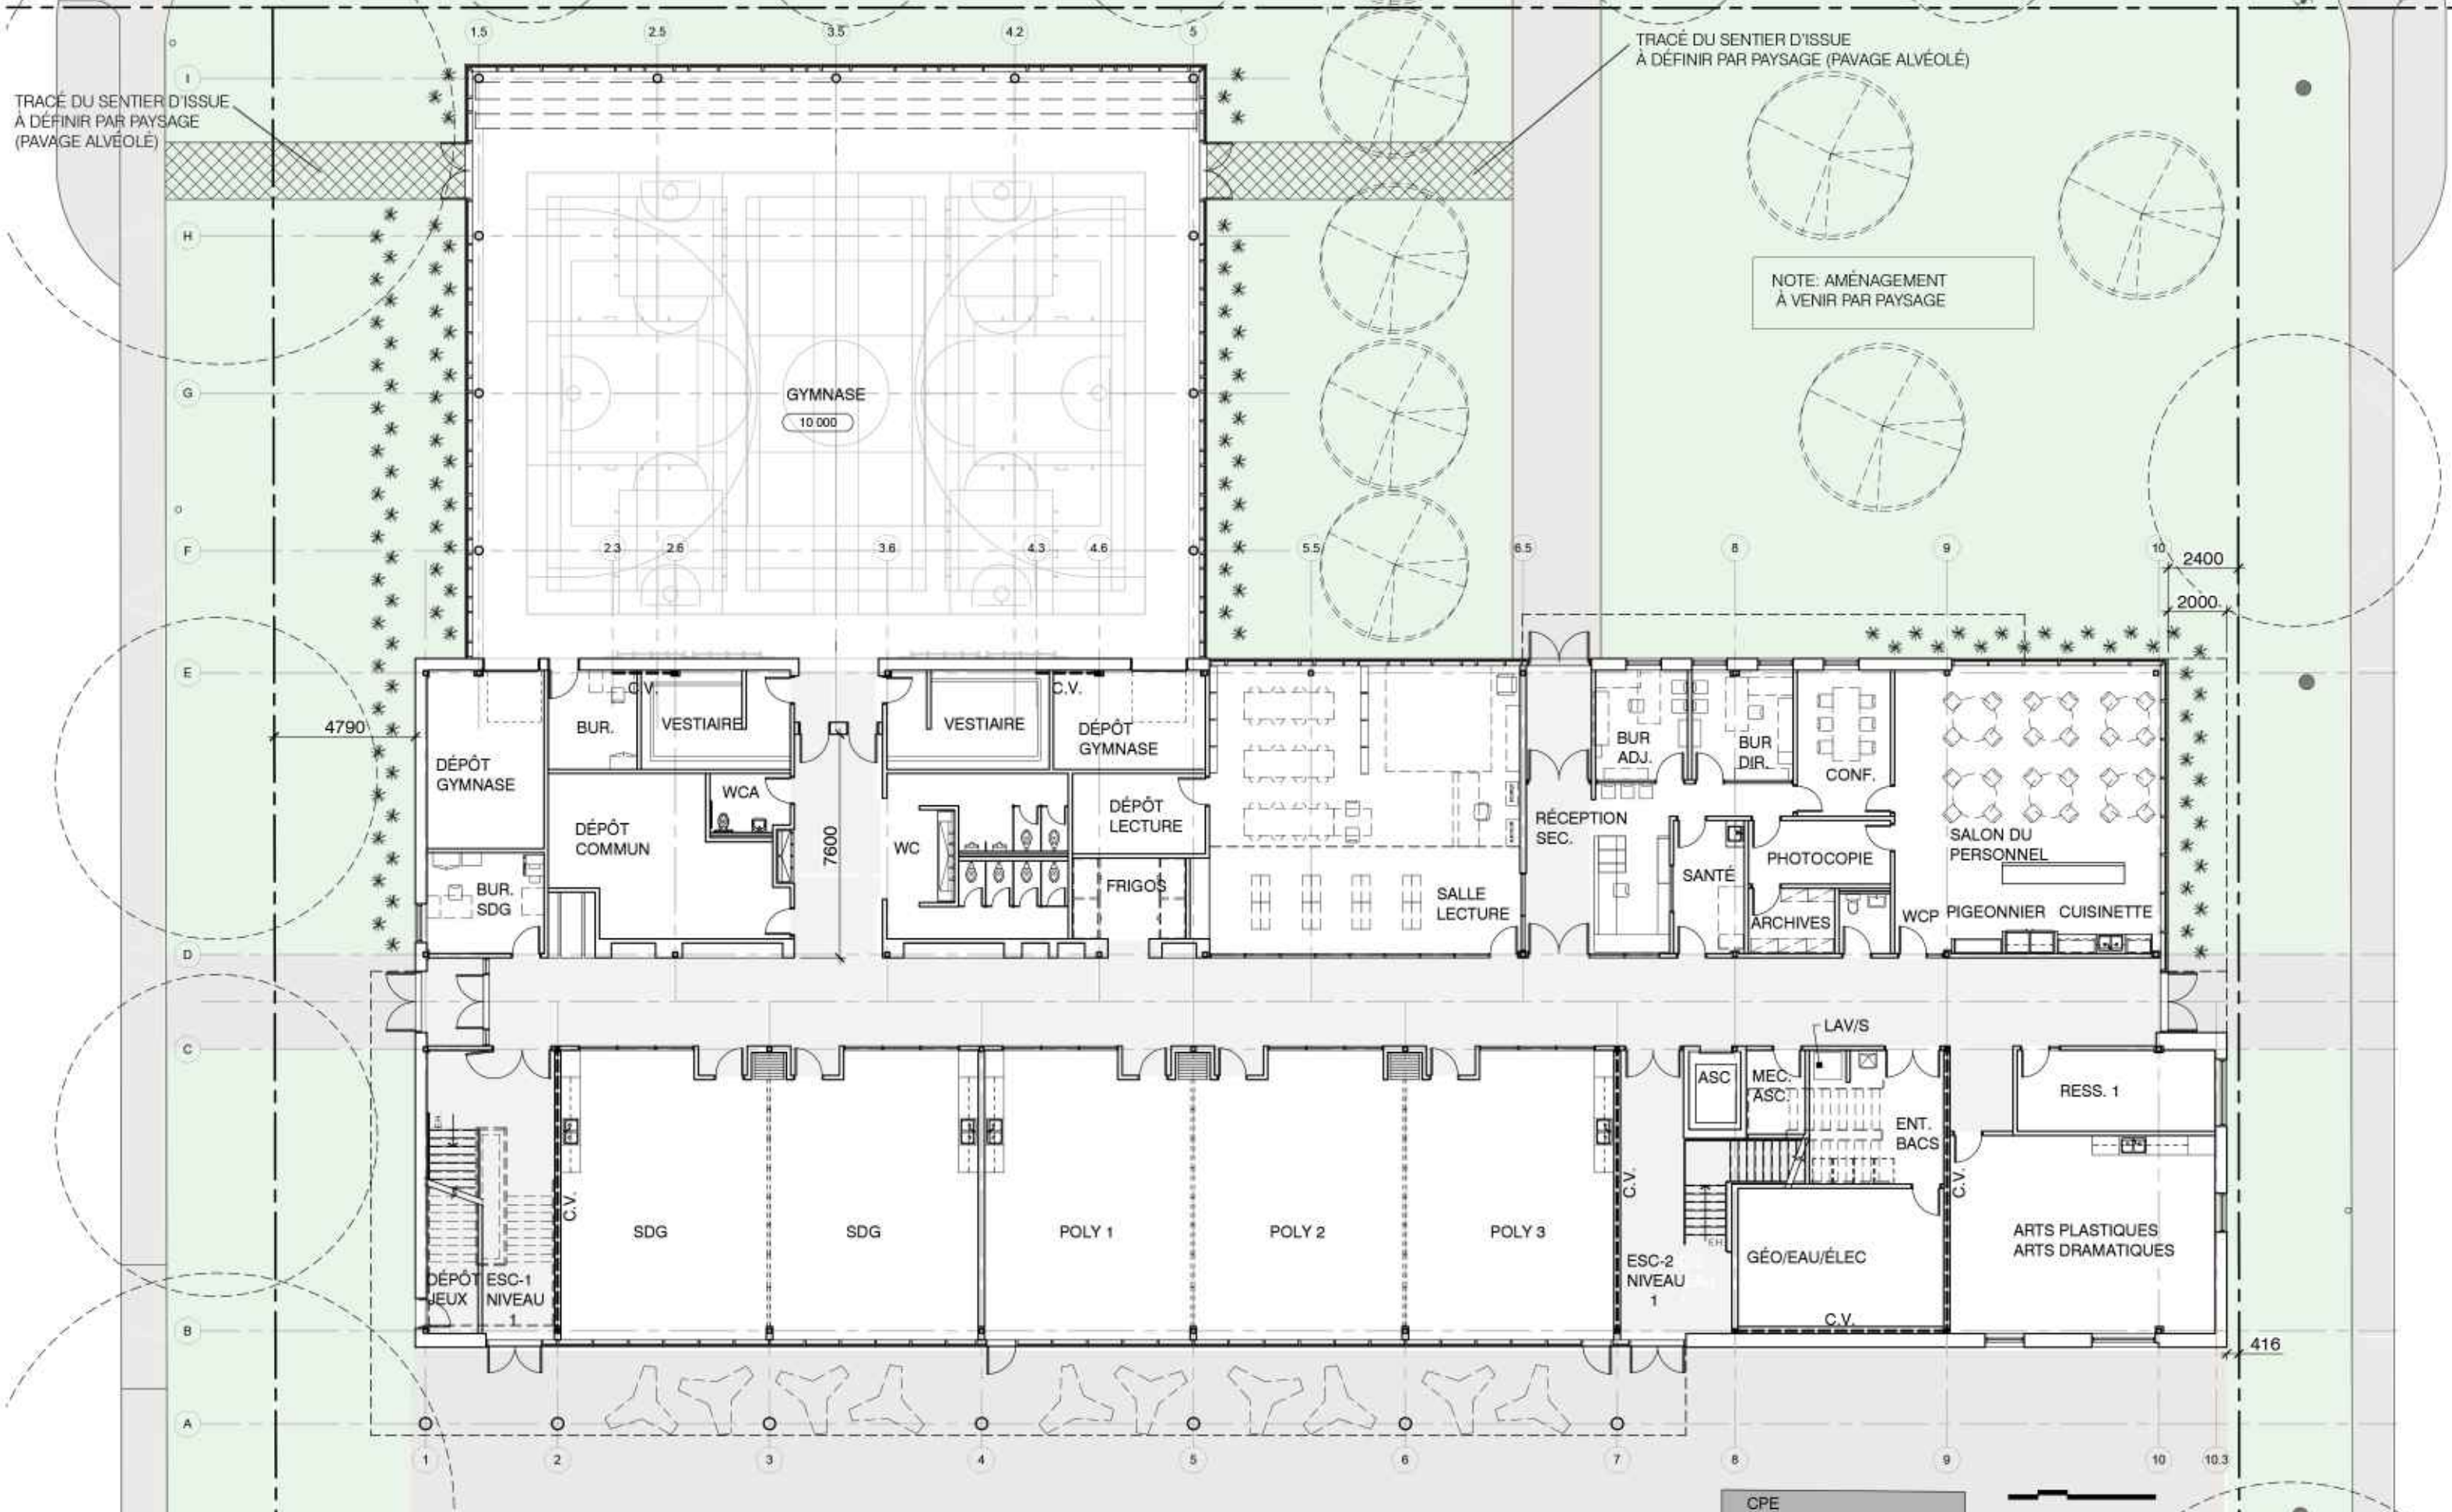 1.5
2.5
3.5
4.2
5
TRACÉ DU SENTIER D'ISSUE
À DÉFINIR PAR PAYSAGE (PAVAGE ALVÉOLÉ)
I
TRACÉ DU SENTIER D'ISSUE
À DÉFINIR PAR PAYSAGE
(PAVAGE ALVÉOLÉ)
H
NOTE: AMÉNAGEMENT
À VENIR PAR PAYSAGE
G
GYMNASE
10 000
F
2.3
2.6
3.6
4.3
4.6
5.5
6.5
8
9
10
2400
2000
E
C.V.
C.V.
4790
BUR.
VESTIAIRE
VESTIAIRE
DÉPÔT
GYMNASE
BUR
ADJ.
BUR
DIR.
CONF.
DÉPÔT
GYMNASE
WCA
DÉPÔT
LECTURE
RÉCEPTION
SEC.
DÉPÔT
COMMUN
7600
WC
SALON DU
PERSONNEL
PHOTOCOPIE
BUR.
SDG
FRIGOS
SALLE
LECTURE
SANTÉ
ARCHIVES
WCP
PIGEONNIER
CUISINETTE
D
LAV/S
C
ASC
MEC.
ASC.
RESS. 1
EH
ENT.
BACS
C.V.
C.V.
C.V.
SDG
SDG
POLY 1
POLY 2
POLY 3
EH
ARTS PLASTIQUES
ARTS DRAMATIQUES
GÉO/EAU/ÉLEC
DÉPÔT
JEUX
ESC-1
NIVEAU
1
ESC-2
NIVEAU
1
C.V.
B
416
A
1
2
3
4
5
6
7
8
9
10
10.3
CPE